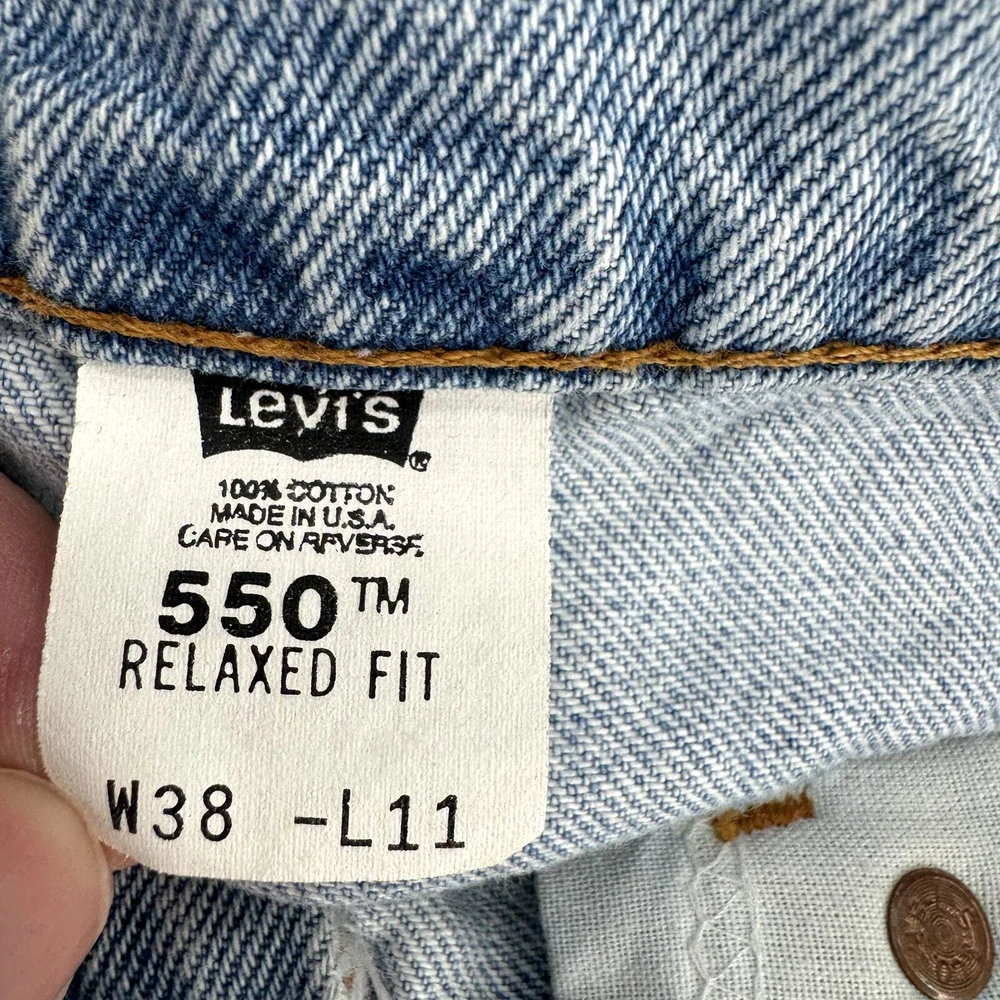 Levi's ®
100% COTTON
MADE IN U.S.A.
CARE ON REVERSE
550™
RELAXED FIT
W38 -L11